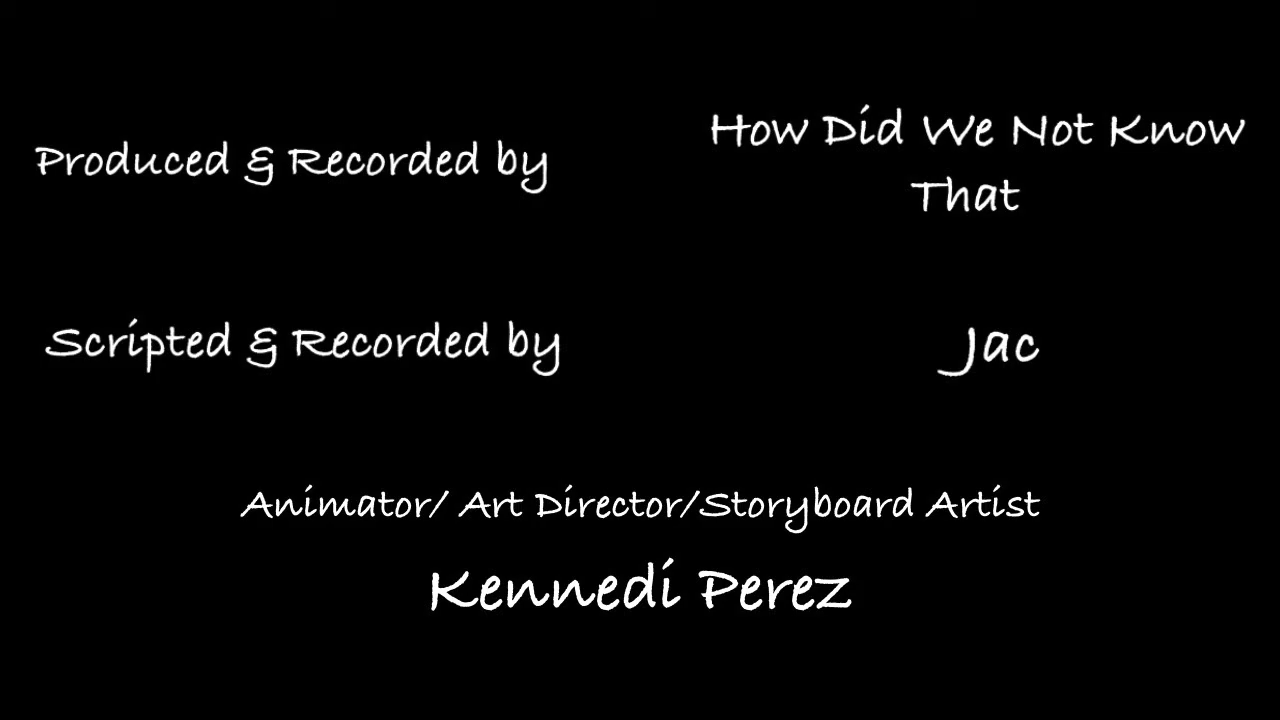 Produced & Recorded by
How Did We Not Know
That
Scripted & Recorded by
Jac
Animator/ Art Director/Storyboard Artist
Kennedi Perez